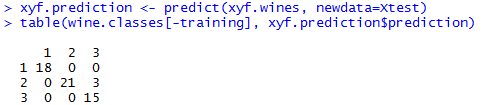 > xyf.prediction <- predict(xyf.wines, newdata=Xtest)
> table(wine.classes[-training], xyf.prediction$prediction)
1 2 3
1 18 0 0
2 0 21 3
3 0 0 15